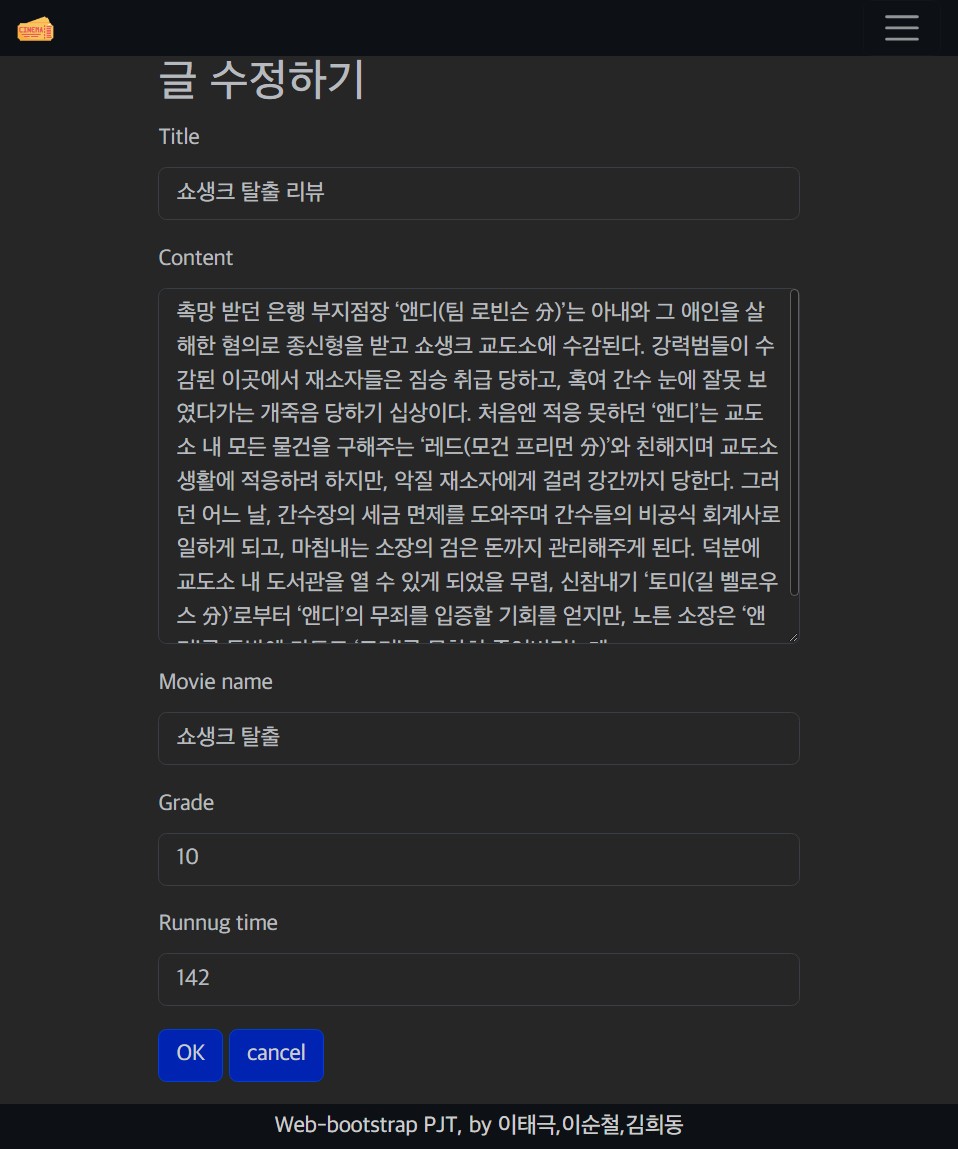 CINEMA
글 수정하기
Title
쇼생크 탈출 리뷰
Content
촉망 받던 은행 부지점장 ‘앤디(팀 로빈슨 分)’는 아내와 그 애인을 살
해한 혐의로 종신형을 받고 쇼생크 교도소에 수감된다. 강력범들이 수
감된 이곳에서 재소자들은 짐승 취급 당하고, 혹여 간수 눈에 잘못 보
였다가는 개죽음 당하기 십상이다. 처음엔 적응 못하던 ‘앤디’는 교도
소 내 모든 물건을 구해주는 ‘레드(모건 프리먼 分)’와 친해지며 교도소
생활에 적응하려 하지만, 악질 재소자에게 걸려 강간까지 당한다. 그러
던 어느 날, 간수장의 세금 면제를 도와주며 간수들의 비공식 회계사로
일하게 되고, 마침내는 소장의 검은 돈까지 관리해주게 된다. 덕분에
교도소 내 도서관을 열 수 있게 되었을 무렵, 신참내기 ‘토미(길 벨로우
스 分)’로부터 ‘앤디’의 무죄를 입증할 기회를 얻지만, 노튼 소장은 ‘앤
Movie name
쇼생크 탈출
Grade
10
Runnug time
142
OK cancel
Web-bootstrap PJT, by 이태극,이순철,김희동